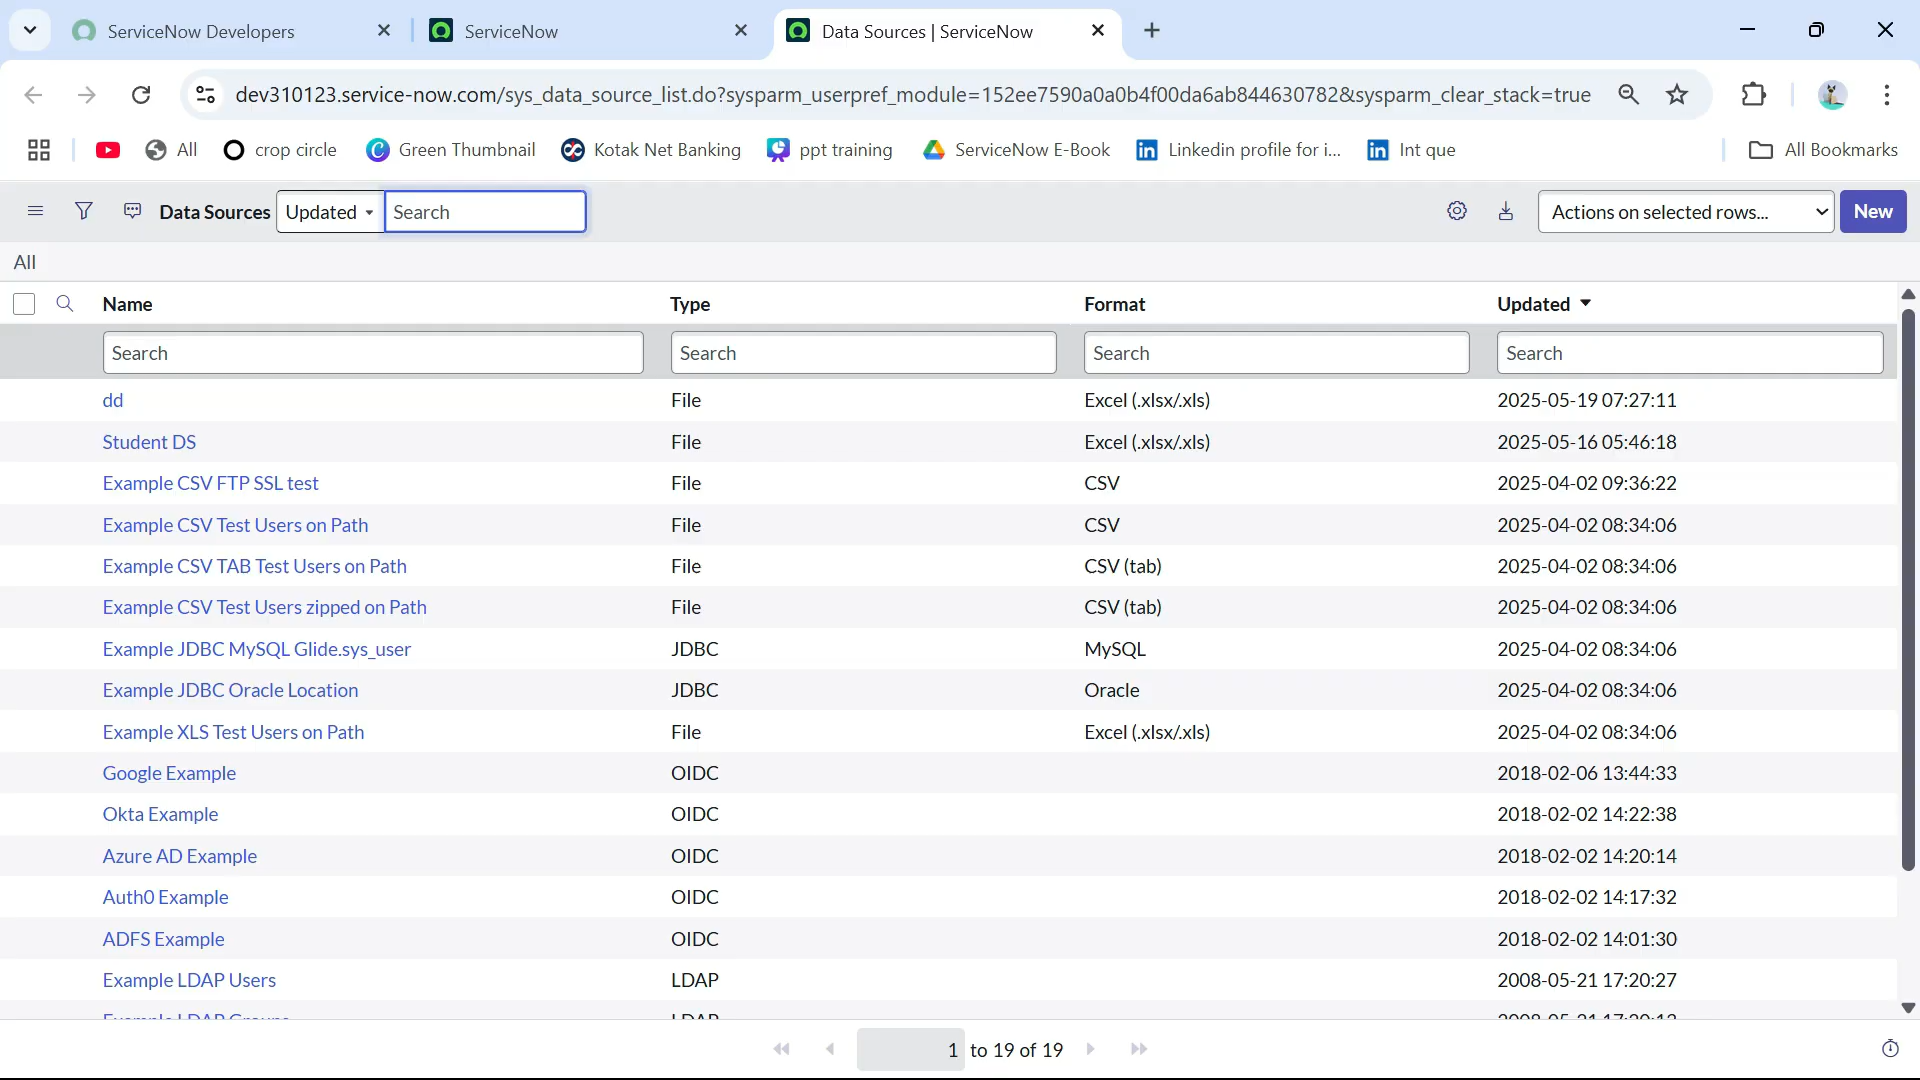 ServiceNow Developers
ServiceNow
Data Sources | ServiceNow
dev310123.service-now.com/sys_data_source_list.do?sysparm_userpref_module=152ee7590a0a0b4f00da6ab844630782&sysparm_clear_stack=true
All
crop circle
Green Thumbnail
Kotak Net Banking
ppt training
ServiceNow E-Book
Linkedin profile for i...
Int que
All Bookmarks
Data Sources
Updated
Search
Actions on selected rows...
New
All
Name Type Format Updated
Search Search Search Search
dd File Excel (.xlsx/.xls) 2025-05-19 07:27:11
Student DS File Excel (.xlsx/.xls) 2025-05-16 05:46:18
Example CSV FTP SSL test File CSV 2025-04-02 09:36:22
Example CSV Test Users on Path File CSV 2025-04-02 08:34:06
Example CSV TAB Test Users on Path File CSV (tab) 2025-04-02 08:34:06
Example CSV Test Users zipped on Path File CSV (tab) 2025-04-02 08:34:06
Example JDBC MySQL Glide.sys_user JDBC MySQL 2025-04-02 08:34:06
Example JDBC Oracle Location JDBC Oracle 2025-04-02 08:34:06
Example XLS Test Users on Path File Excel (.xlsx/.xls) 2025-04-02 08:34:06
Google Example OIDC 2018-02-06 13:44:33
Okta Example OIDC 2018-02-02 14:22:38
Azure AD Example OIDC 2018-02-02 14:20:14
Auth0 Example OIDC 2018-02-02 14:17:32
ADFS Example OIDC 2018-02-02 14:01:30
Example LDAP Users LDAP 2008-05-21 17:20:27
Example LDAP Groups LDAP
1 to 19 of 19